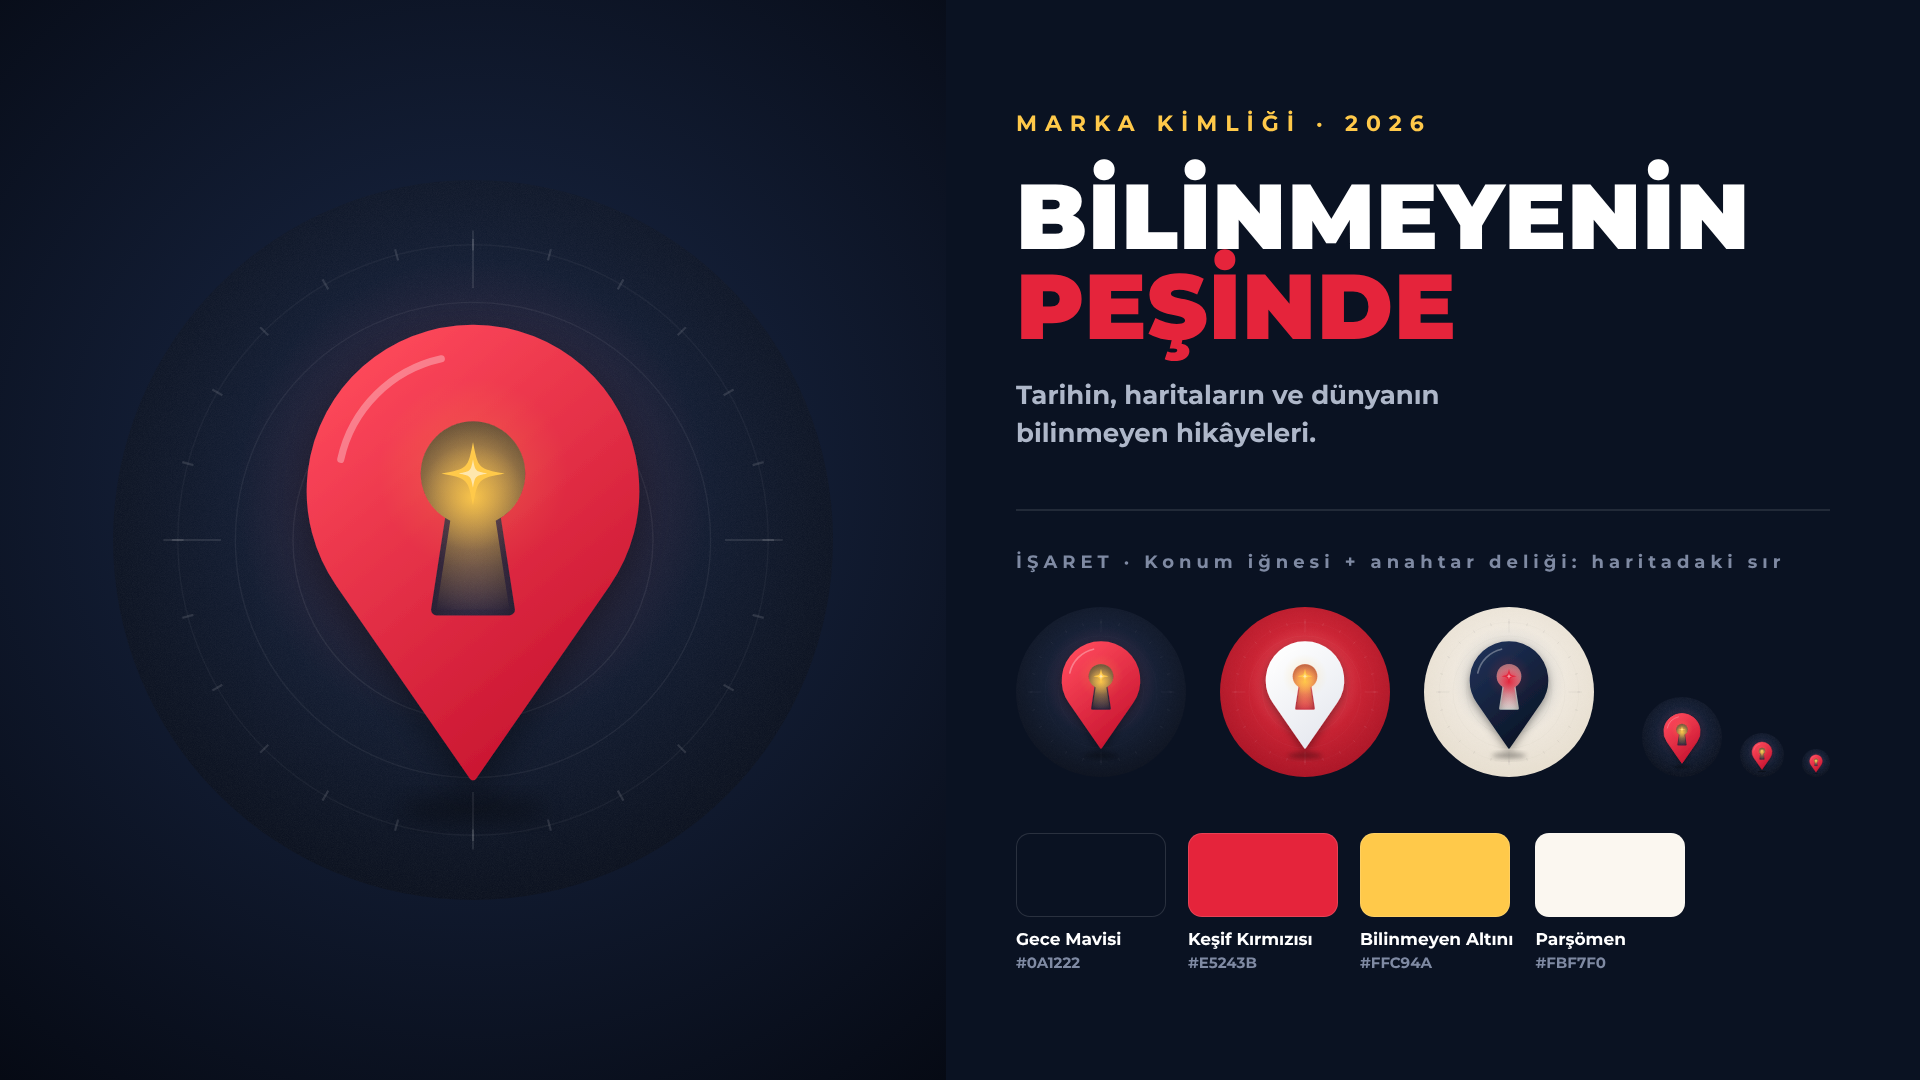 MARKA KİMLİĞİ · 2026
BİLİNMEYENİN
PEŞİNDE
Tarihin, haritaların ve dünyanın
bilinmeyen hikâyeleri.
İŞARET · Konum iğnesi + anahtar deliği: haritadaki sır
Gece Mavisi
#0A1222
Keşif Kırmızısı
#E5243B
Bilinmeyen Altını
#FFC94A
Parşömen
#FBF7F0